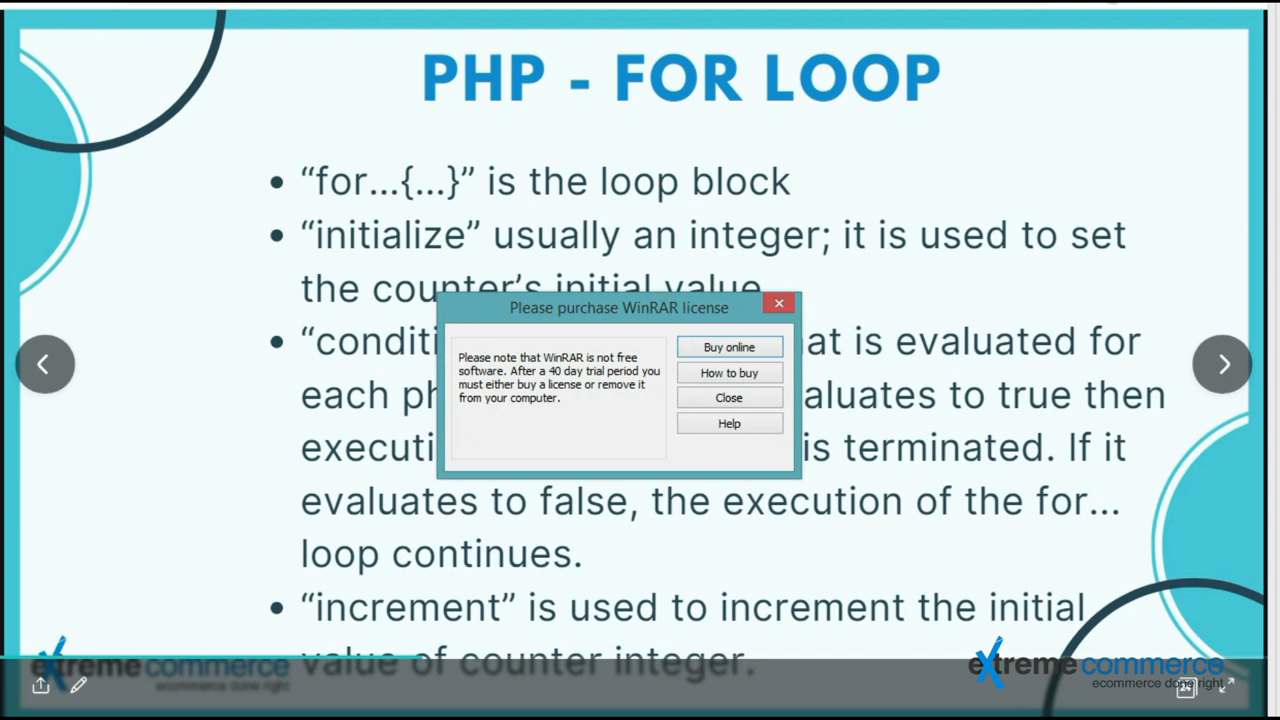 PHP - FOR LOOP
• “for...{...}” is the loop block
• “initialize” usually an integer; it is used to set
the counter’s initial value.
• “conditi at is evaluated for
each ph aluates to true then
executi is terminated. If it
evaluates to false, the execution of the for...
loop continues.
• “increment” is used to increment the initial
value of counter integer.
Please purchase WinRAR license
Please note that WinRAR is not free
software. After a 40 day trial period you
must either buy a license or remove it
from your computer.
Buy online
How to buy
Close
Help
extreme commerce
ecommerce done right
extreme commerce
ecommerce done right
24